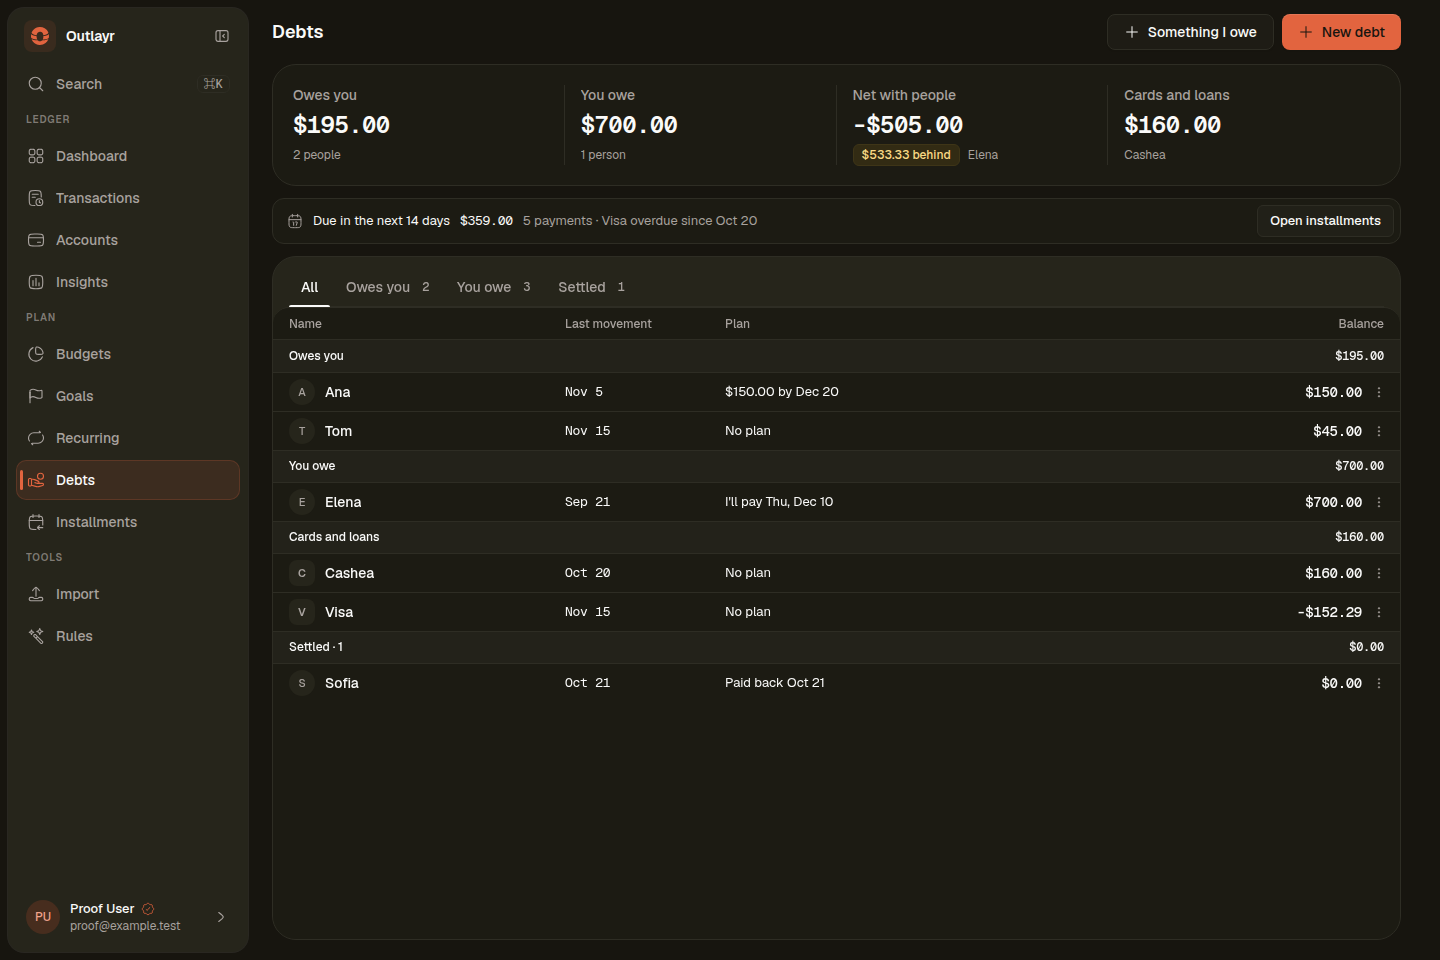 Outlayr
Search ⌘K
LEDGER
Dashboard
Transactions
Accounts
Insights
PLAN
Budgets
Goals
Recurring
Debts
Installments
TOOLS
Import
Rules
PU
Proof User
proof@example.test
Debts
Something I owe
New debt
Owes you
$195.00
2 people
You owe
$700.00
1 person
Net with people
-$505.00
$533.33 behind Elena
Cards and loans
$160.00
Cashea
Due in the next 14 days $359.00 5 payments · Visa overdue since Oct 20
Open installments
All Owes you 2 You owe 3 Settled 1
Name Last movement Plan Balance
Owes you $195.00
A Ana Nov 5 $150.00 by Dec 20 $150.00
T Tom Nov 15 No plan $45.00
You owe $700.00
E Elena Sep 21 I'll pay Thu, Dec 10 $700.00
Cards and loans $160.00
C Cashea Oct 20 No plan $160.00
V Visa Nov 15 No plan -$152.29
Settled · 1 $0.00
S Sofia Oct 21 Paid back Oct 21 $0.00